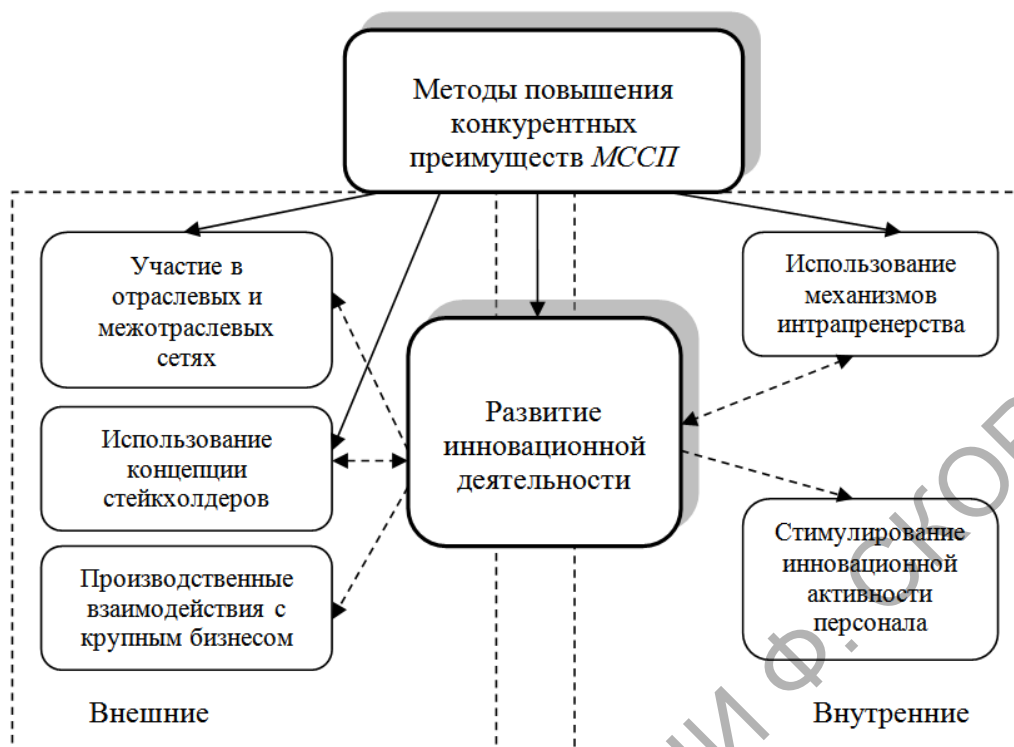 Методы повышения
конкурентных
преимуществ МССП
Участие в
отраслевых и
межотраслевых
сетях
Использование
концепции
стейкхолдеров
Производственные
взаимодействия с
крупным бизнесом
Внешние
Развитие
инновационной
деятельности
Использование
механизмов
интрапренерства
Стимулирование
инновационной
активности
персонала
Внутренние
Ф.